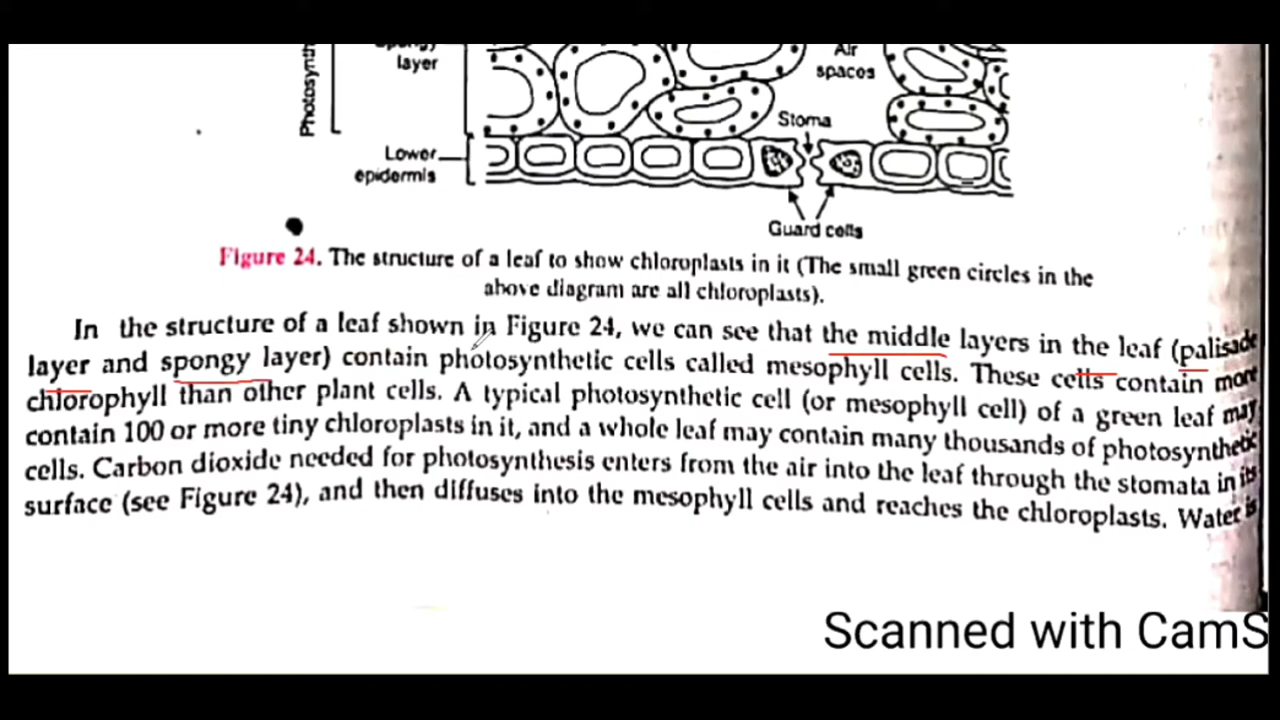 Photosynth
Spongy
layer
Air
spaces
Stoma
Lower
epidermis
Guard cells
Figure 24. The structure of a leaf to show chloroplasts in it (The small green circles in the
above diagram are all chloroplasts).
In the structure of a leaf shown in Figure 24, we can see that the middle layers in the leaf (palisade
layer and spongy layer) contain photosynthetic cells called mesophyll cells. These cells contain more
chlorophyll than other plant cells. A typical photosynthetic cell (or mesophyll cell) of a green leaf may
contain 100 or more tiny chloroplasts in it, and a whole leaf may contain many thousands of photosynthetic
cells. Carbon dioxide needed for photosynthesis enters from the air into the leaf through the stomata in its
surface (see Figure 24), and then diffuses into the mesophyll cells and reaches the chloroplasts. Water is
Scanned with CamS